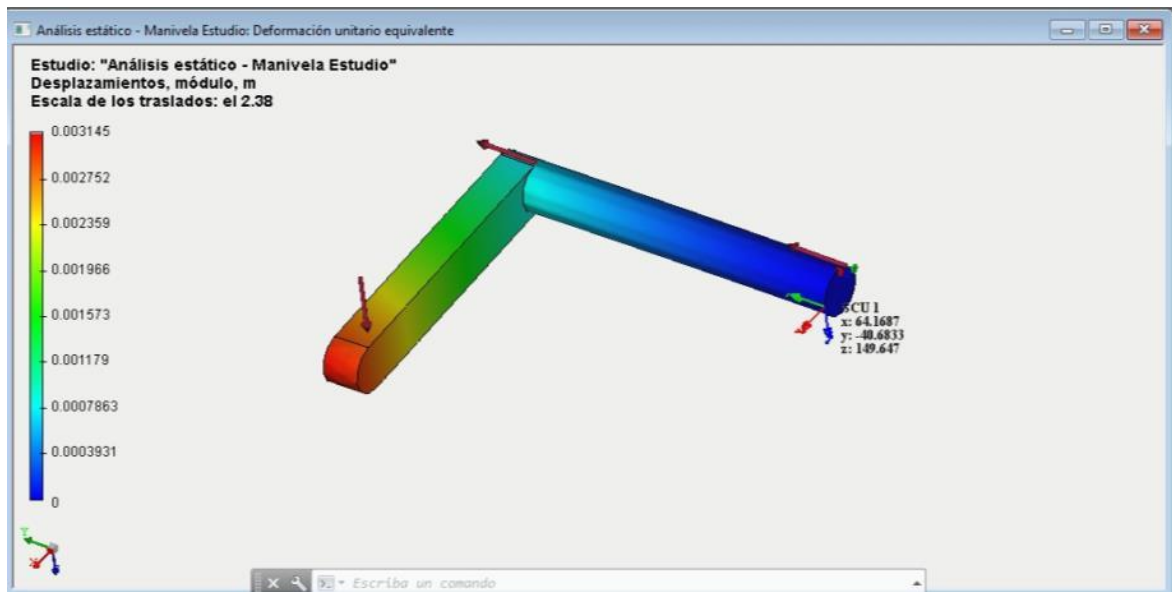 Análisis estático - Manivela Estudio: Deformación unitario equivalente
Estudio: "Análisis estático - Manivela Estudio"
Desplazamientos, módulo, m
Escala de los traslados: el 2.38
0.003145
0.002752
0.002359
0.001966
0.001573
0.001179
0.0007863
0.0003931
0
SCU 1
x: 64.1687
y: -40.6833
z: 149.647
Y
X
Escriba un comando